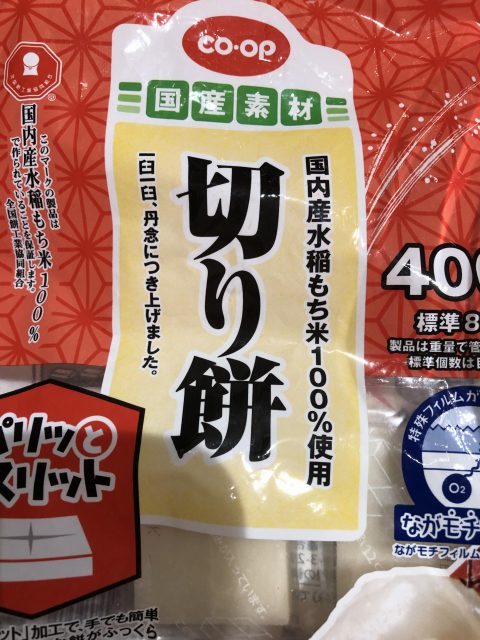 CO·OP
国産素材
国内産水稲もち米100%使用
切り餅
一臼一臼、丹念につき上げました。
このマークの製品は
国内産水稲もち米100%
で作られていることを保証します。
全国餅工業協同組合
400
標準8
製品は重量で管
標準個数は目
パリッと
スリット
特殊フィルムが
O2
ながモチ
ながモチフィルム
ット」加工で、手でも簡単
餅がふっくら